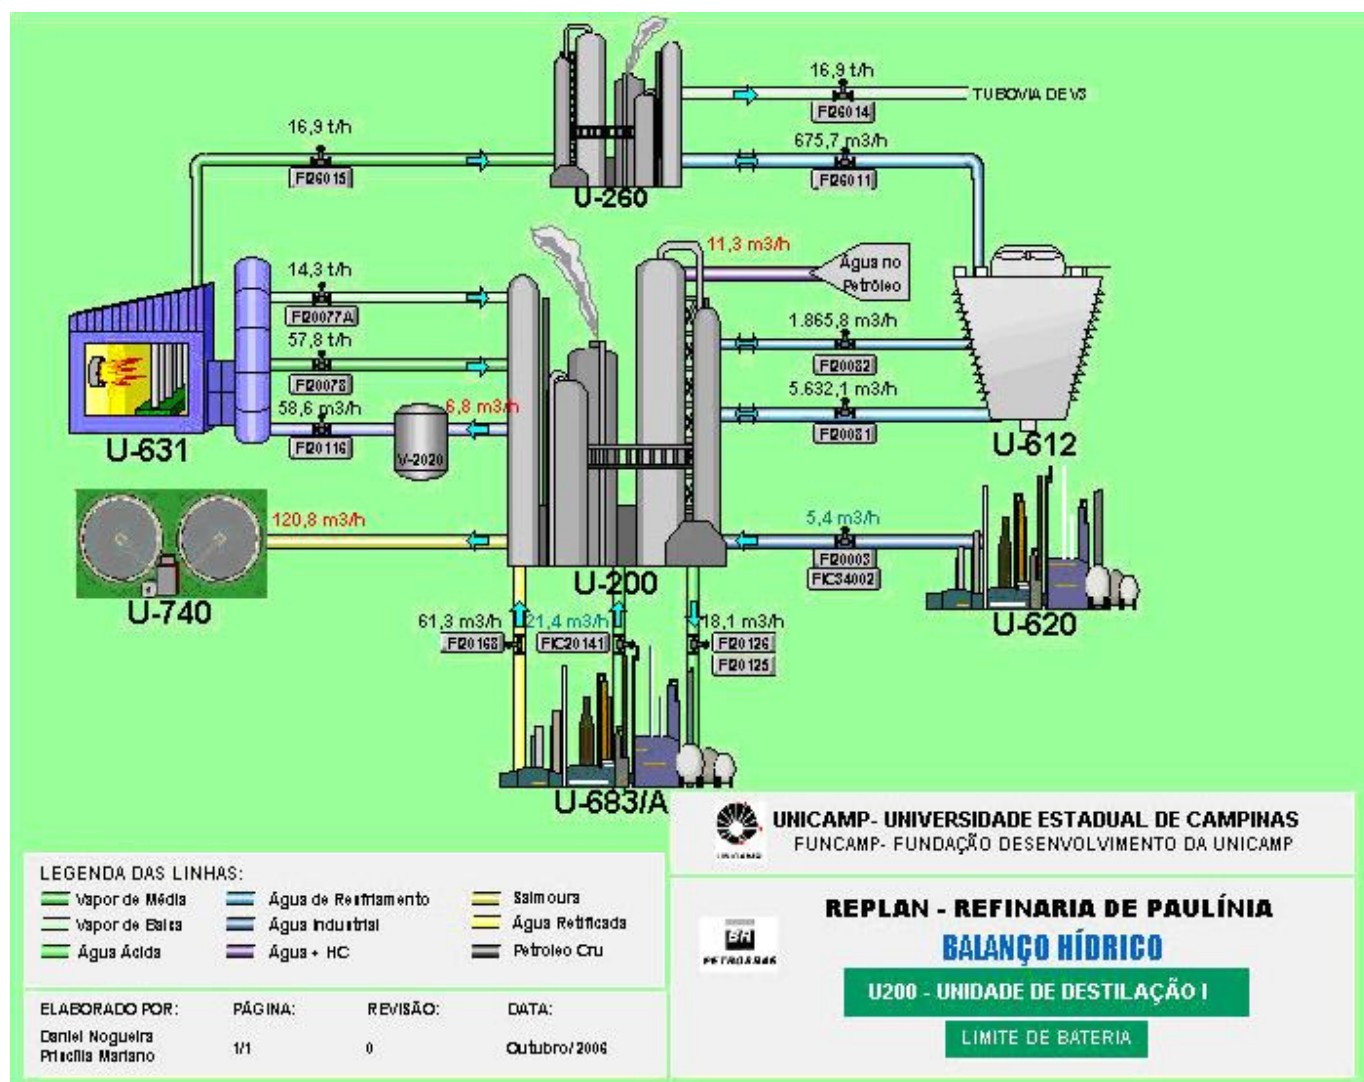 16,9 t/h
TUBOVIA DE VS
FI26014
16,9 t/h
675,7 m3/h
FI26015
FI26011
U-260
11,3 m3/h
Água no
Petróleo
14,3 t/h
FI20077A
1.865,8 m3/h
57,8 t/h
FI20082
FI20078
5.632,1 m3/h
58,6 m3/h
6,8 m3/h
FI20081
FI20116
V-2020
U-631
U-612
120,8 m3/h
5,4 m3/h
FI20003
FIC34002
U-740
U-200
U-620
61,3 m3/h
21,4 m3/h
18,1 m3/h
FI20168
FIC20141
FI20126
FI20125
U-683/A
UNICAMP
UNICAMP- UNIVERSIDADE ESTADUAL DE CAMPINAS
FUNCAMP- FUNDAÇÃO DESENVOLVIMENTO DA UNICAMP
LEGENDA DAS LINHAS:
Vapor de Média
Água de Resfriamento
Salmoura
Vapor de Baixa
Água Industrial
Água Retificada
Água Ácida
Água + HC
Petroleo Cru
BR
PETROBRAS
REPLAN - REFINARIA DE PAULÍNIA
BALANÇO HÍDRICO
U200 - UNIDADE DE DESTILAÇÃO I
LIMITE DE BATERIA
ELABORADO POR:
PÁGINA:
REVISÃO:
DATA:
Daniel Nogueira
Priscilla Mariano
1/1
0
Outubro/2006